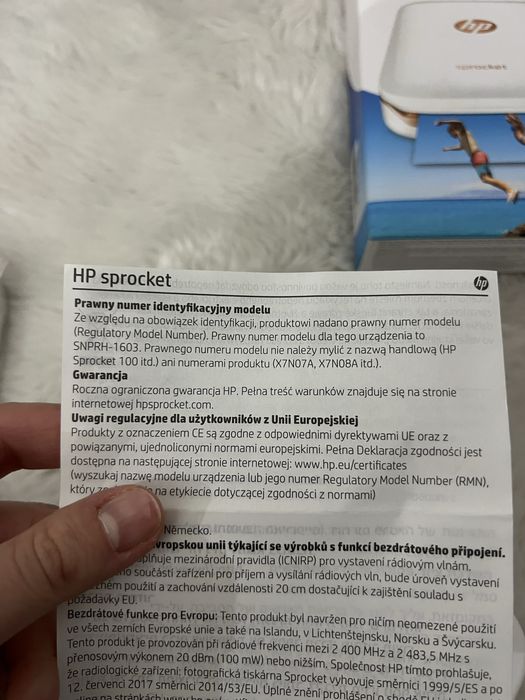 hp
sprocket
HP sprocket
hp
Prawny numer identyfikacyjny modelu
Ze względu na obowiązek identyfikacji, produktowi nadano prawny numer modelu
(Regulatory Model Number). Prawny numer modelu dla tego urządzenia to
SNPRH-1603. Prawnego numeru modelu nie należy mylić z nazwą handlową (HP
Sprocket 100 itd.) ani numerami produktu (X7N07A, X7N08A itd.).
Gwarancja
Roczna ograniczona gwarancja HP. Pełna treść warunków znajduje się na stronie
internetowej hpsprocket.com.
Uwagi regulacyjne dla użytkowników z Unii Europejskiej
Produkty z oznaczeniem CE są zgodne z odpowiednimi dyrektywami UE oraz z
powiązanymi, ujednoliconymi normami europejskimi. Pełna Deklaracja zgodności jest
dostępna na następującej stronie internetowej: www.hp.eu/certificates
(wyszukaj nazwę modelu urządzenia lub jego numer Regulatory Model Number (RMN),
który na etykiecie dotyczącej zgodności z normami)
Německo.
vropskou unii týkající se výrobků s funkcí bezdrátového připojení.
plňuje mezinárodní pravidla (ICNIRP) pro vystavení rádiovým vlnám,
součástí zařízení pro příjem a vysílání rádiových vln, bude úroveň vystavení
použití a zachování vzdálenosti 20 cm dostačující k zajištění souladu s
požadavky EU.
Bezdrátové funkce pro Evropu: Tento produkt byl navržen pro ničím neomezené použití
ve všech zemích Evropské unie a také na Islandu, v Lichtenštejnsku, Norsku a Švýcarsku.
Tento produkt je provozován při rádiové frekvenci mezi 2 400 MHz a 2 483,5 MHz s
přenosovým výkonem 20 dBm (100 mW) nebo nižším. Společnost HP tímto prohlašuje,
že radiologické zařízení: fotografická tiskárna Sprocket vyhovuje směrnici 1999/5/ES a po
12. červenci 2017 směrnici 2014/53/EU. Úplné znění prohlášení o shodě